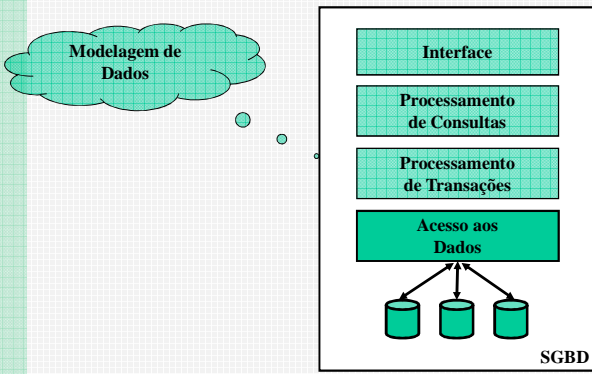 Modelagem de
Dados
Interface
Processamento
de Consultas
Processamento
de Transações
Acesso aos
Dados
SGBD